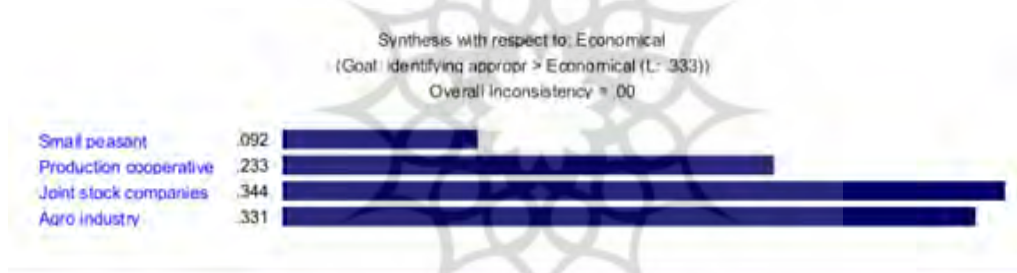 Synthesis with respect to: Economical
(Goal: Identifying appropr > Economical (L: .333))
Overall Inconsistency = .00
Small peasant .092
Production cooperative .233
Joint stock companies .344
Agro industry .331